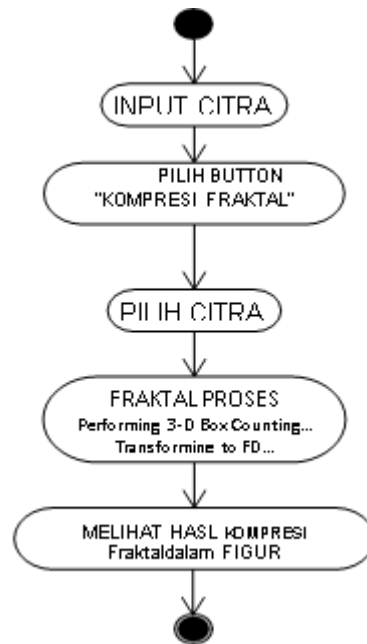 INPUT CITRA
PILIH BUTTON
"KOMPRESI FRAKTAL"
PILIH CITRA
FRAKTAL PROSES
Performing 3-D Box Counting...
Transformine to FD...
MELIHAT HASL KOMPRESI
Fraktaldalam FIGUR